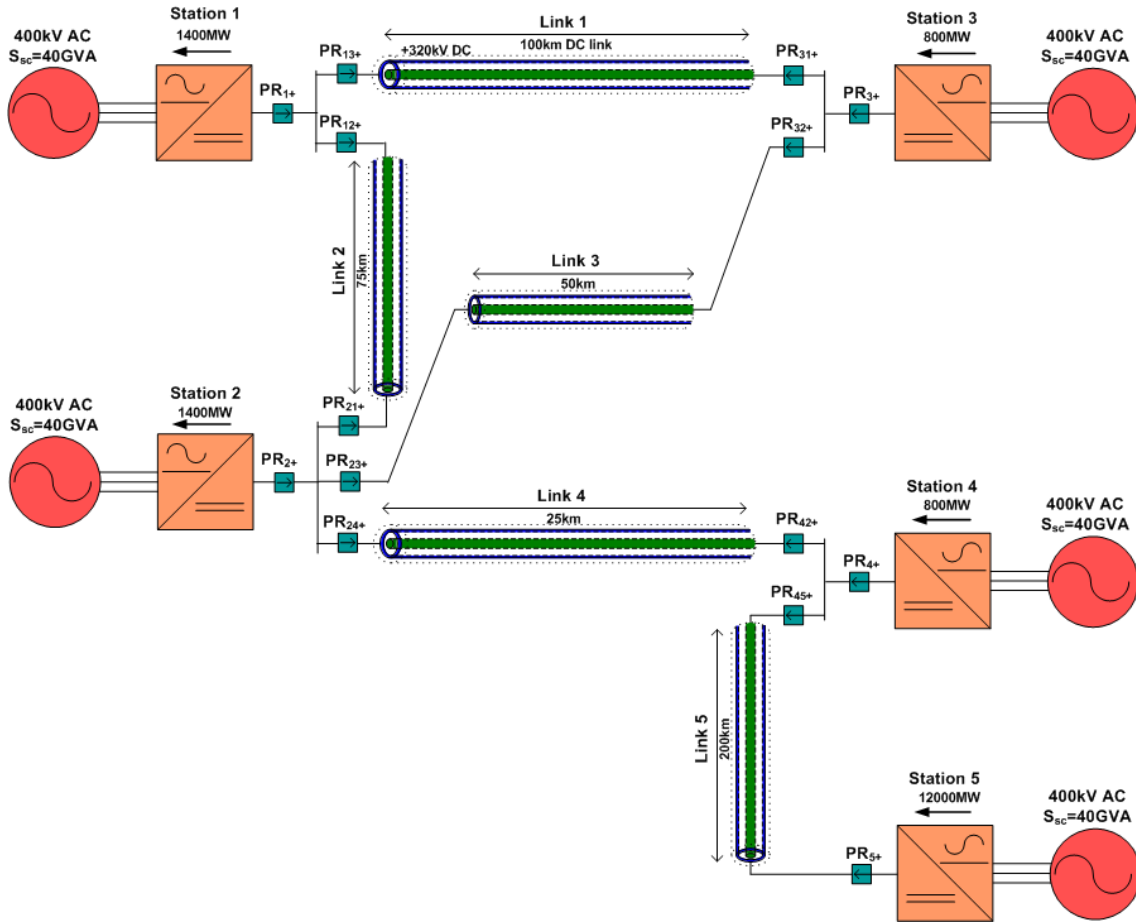 Station 1
1400MW
400kV AC
Ssc=40GVA
PR1+
PR13+
PR12+
Link 1
+320kV DC
100km DC link
PR31+
PR32+
PR3+
Station 3
800MW
400kV AC
Ssc=40GVA
Link 2
75km
Link 3
50km
Station 2
1400MW
400kV AC
Ssc=40GVA
PR2+
PR21+
PR23+
PR24+
Link 4
25km
PR42+
PR45+
PR4+
Station 4
800MW
400kV AC
Ssc=40GVA
Link 5
200km
PR5+
Station 5
12000MW
400kV AC
Ssc=40GVA